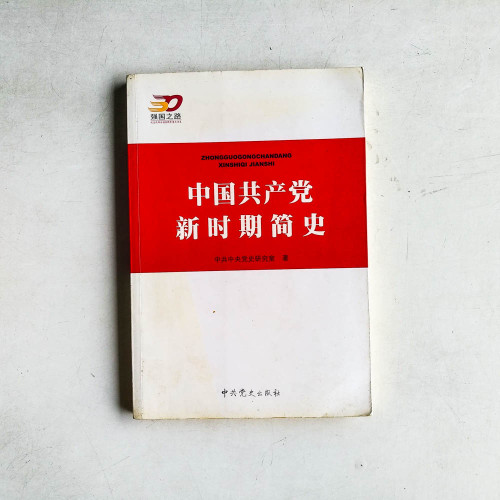 30
强国之路
ZHONGGUOGONGCHANDANG
XINSHIQI JIANSHI
中国共产党
新时期简史
中共中央党史研究室 著
中共党史出版社